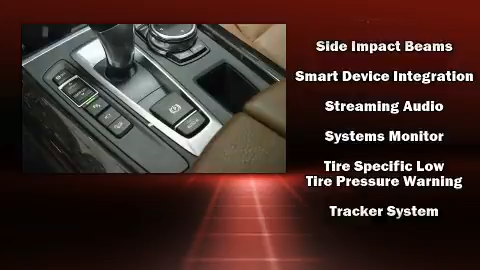 Side Impact Beams
Smart Device Integration
Streaming Audio
Systems Monitor
Tire Specific Low
Tire Pressure Warning
Tracker System